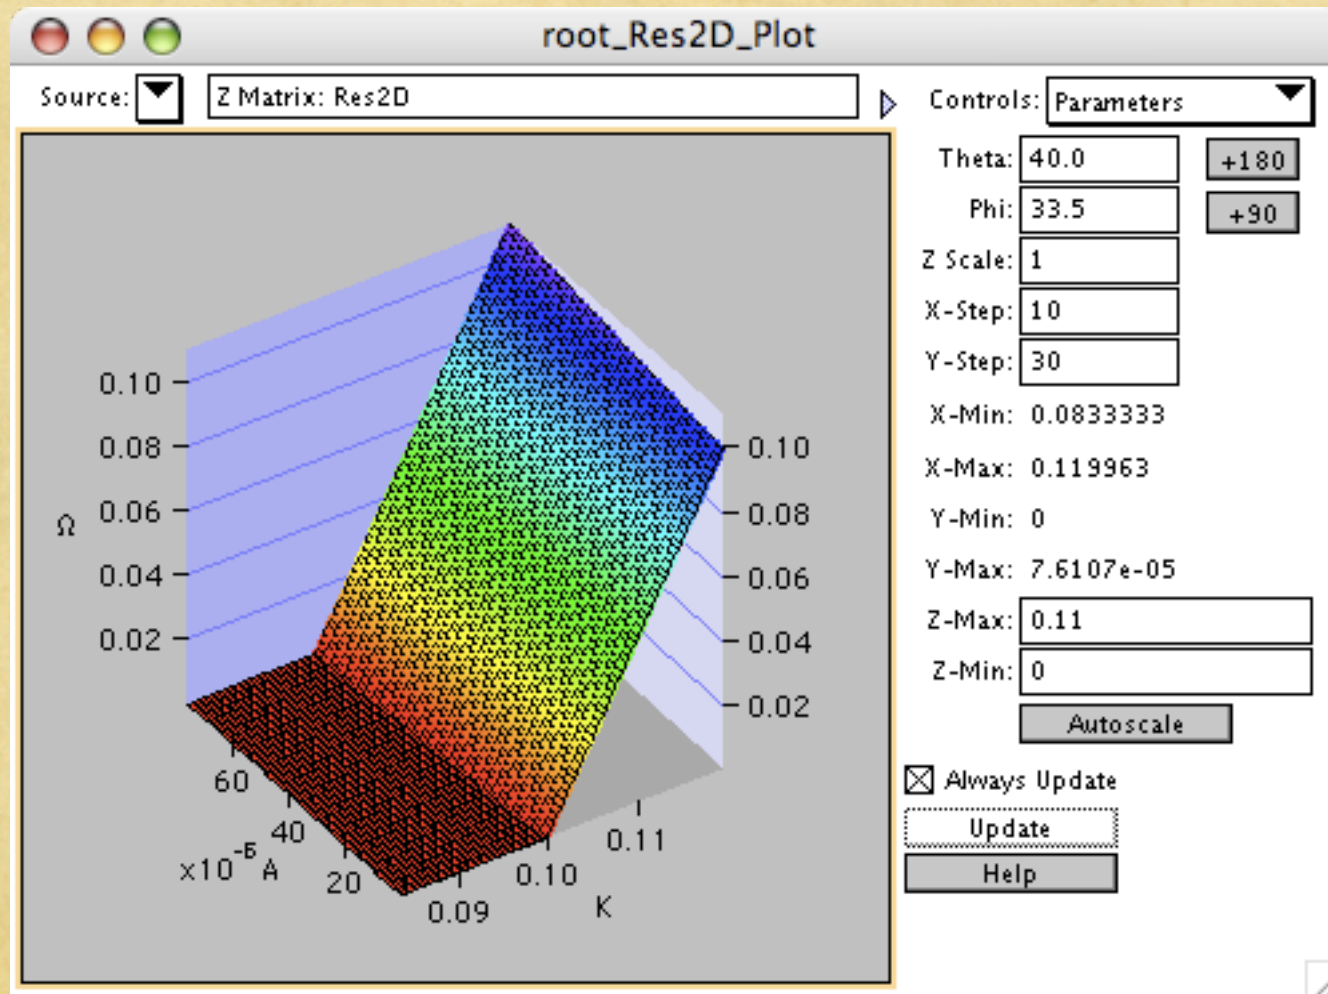 root_Res2D_Plot
Source:
Z Matrix: Res2D
Controls: Parameters
Theta: 40.0
+180
Phi: 33.5
+90
Z Scale: 1
X-Step: 10
Y-Step: 30
X-Min: 0.0833333
X-Max: 0.119963
Y-Min: 0
Y-Max: 7.6107e-05
Z-Max: 0.11
Z-Min: 0
Autoscale
Always Update
Update
Help
0.10
0.08
0.06
0.04
0.02
Ω
0.10
0.08
0.06
0.04
0.02
60
40
20
x10⁻⁶ A
0.09
0.10
0.11
K